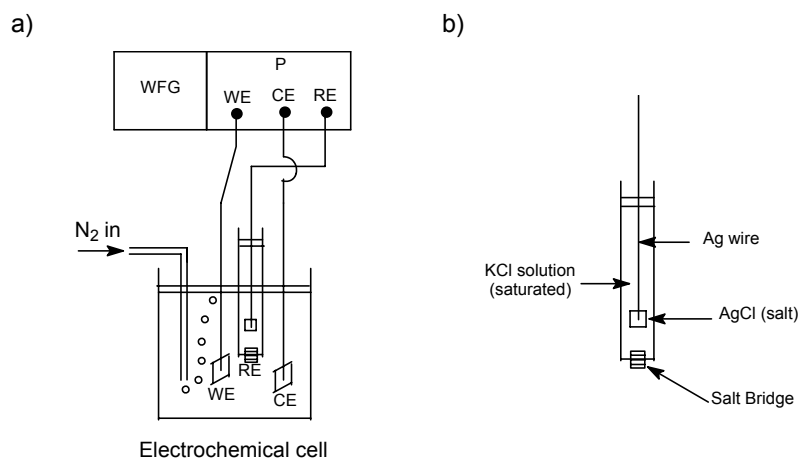 a)
P
WFG
WE
CE
RE
N₂ in
WE
RE
CE
Electrochemical cell
b)
Ag wire
KCl solution
(saturated)
AgCl (salt)
Salt Bridge